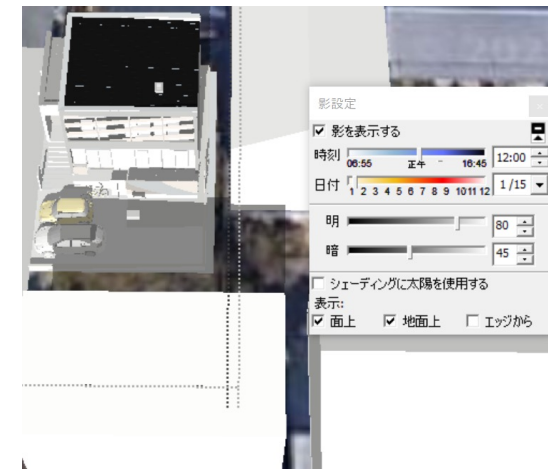 影設定
影を表示する
時刻 06:55 正午 16:45 12:00
日付 1 2 3 4 5 6 7 8 9 10 11 12 1/15
明 80
暗 45
シェーディングに太陽を使用する
表示:
面上 地面上 エッジから